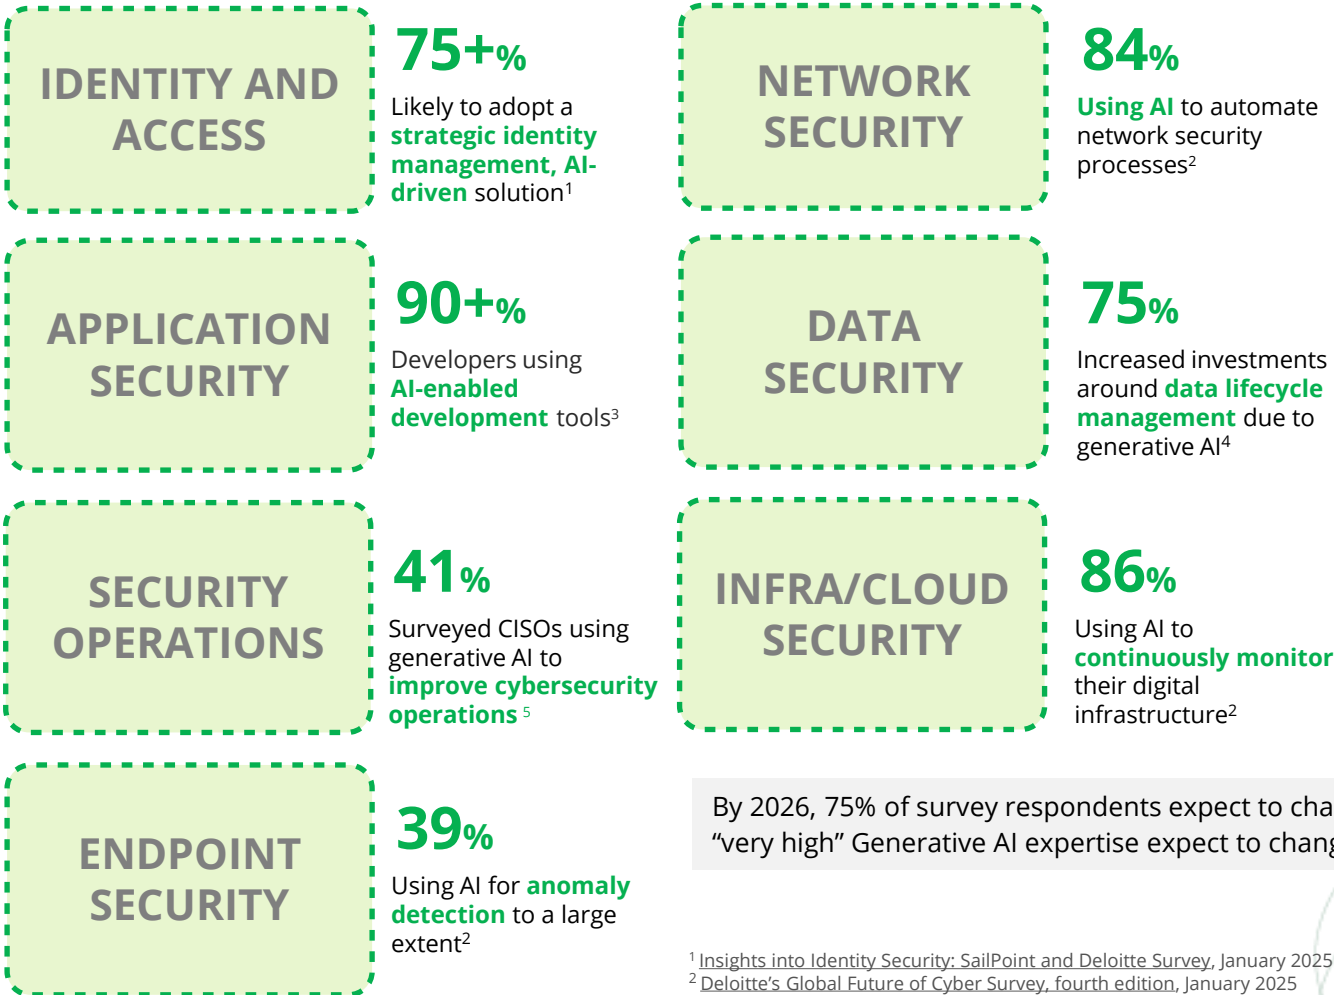 IDENTITY AND
ACCESS
75+%
Likely to adopt a
strategic identity
management, AI-
driven solution¹
NETWORK
SECURITY
84%
Using AI to automate
network security
processes²
APPLICATION
SECURITY
90+%
Developers using
AI-enabled
development tools³
DATA
SECURITY
75%
Increased investments
around data lifecycle
management due to
generative AI⁴
SECURITY
OPERATIONS
41%
Surveyed CISOs using
generative AI to
improve cybersecurity
operations ⁵
INFRA/CLOUD
SECURITY
86%
Using AI to
continuously monitor
their digital
infrastructure²
ENDPOINT
SECURITY
39%
Using AI for anomaly
detection to a large
extent²
By 2026, 75% of survey respondents expect to
“very high” Generative AI expertise expect to
¹ Insights into Identity Security: SailPoint and Deloitte Survey, January 2025
² Deloitte’s Global Future of Cyber Survey, fourth edition, January 2025